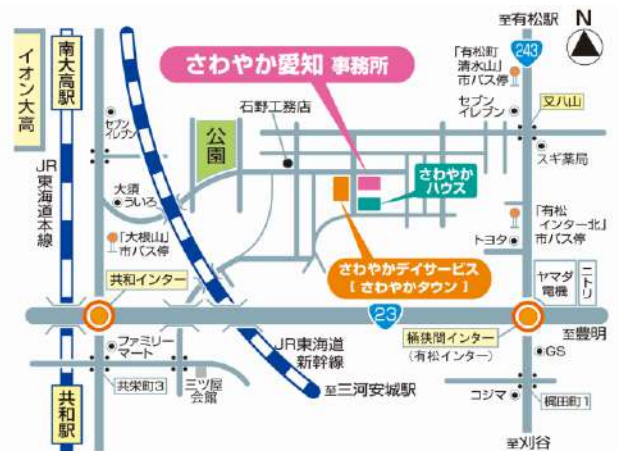 至有松駅
N
イオン大高
南大高駅
JR東海道本線
共和駅
さわやか愛知 事務所
243
「有松町
清水山」
市バス停
セブン
イレブン
又八山
スギ薬局
石野工務店
公園
セブン
イレブン
大須
ういろ
「大根山」
市バス停
さわやか
ハウス
「有松
インター北」
市バス停
トヨタ
さわやかデイサービス
[ さわやかタウン ]
ヤマダ
電機
ニトリ
共和インター
23
桶狭間インター
(有松インター)
至豊明
ファミリー
マート
JR東海道
新幹線
GS
共栄町3
三ツ屋
会館
至三河安城駅
コジマ
梶田町1
至刈谷